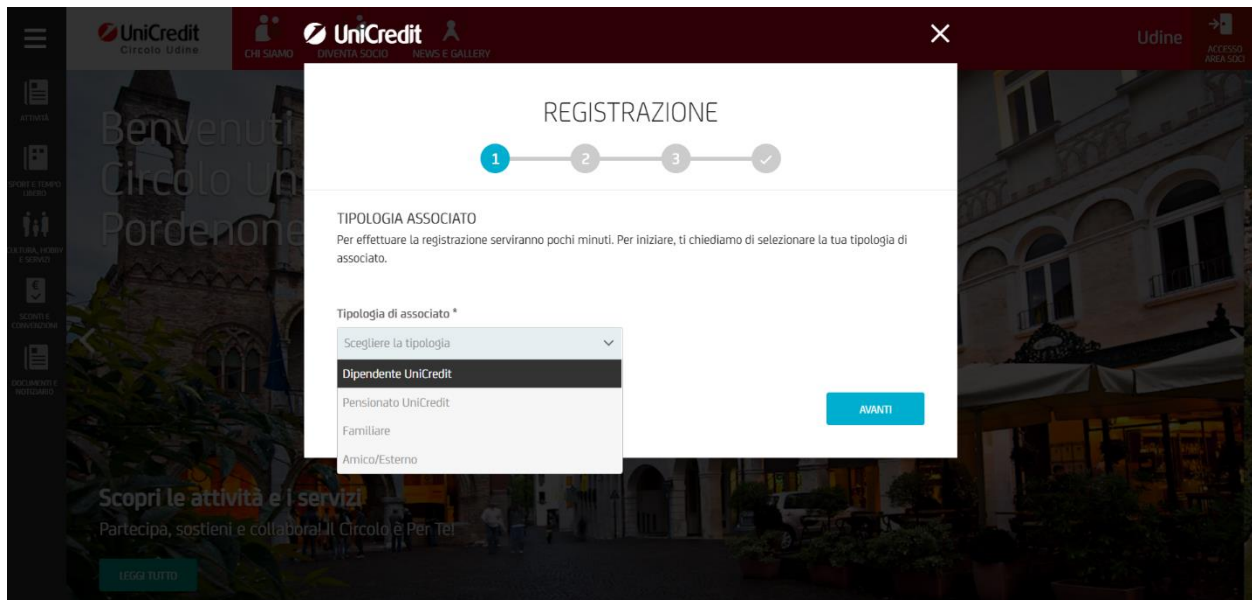 UniCredit
Circolo Udine
CHI SIAMO
DIVENTA SOCIO
NEWS E GALLERY
UniCredit
Udine
ACCESSO
AREA SOCI
ATTIVITÀ
SPORT E TEMPO
LIBERO
CULTURA, HOBBY
E SERVIZI
SCONTI E
CONVENZIONI
DOCUMENTI E
NOTIZIARIO
Benvenuti
Circolo Un
Pordenone
REGISTRAZIONE
1
2
3
TIPOLOGIA ASSOCIATO
Per effettuare la registrazione serviranno pochi minuti. Per iniziare, ti chiediamo di selezionare la tua tipologia di
associato.
Tipologia di associato *
Scegliere la tipologia
Dipendente UniCredit
Pensionato UniCredit
Familiare
Amico/Esterno
AVANTI
Scopri le attività e i servizi
Partecipa, sostieni e collabora! Il Circolo è Per Te!
LEGGI TUTTO